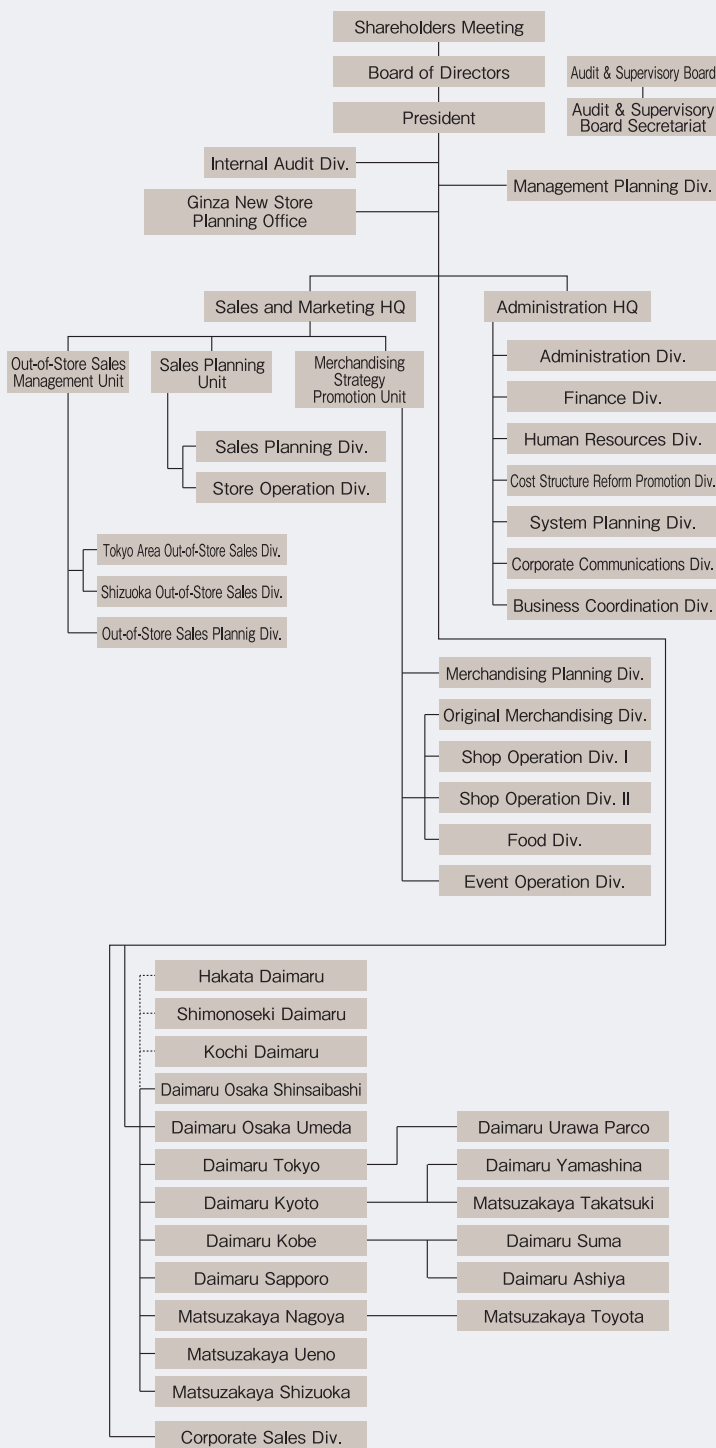 Shareholders Meeting
Board of Directors
Audit & Supervisory Board
President
Audit & Supervisory
Board Secretariat
Internal Audit Div.
Management Planning Div.
Ginza New Store
Planning Office
Sales and Marketing HQ
Administration HQ
Out-of-Store Sales
Management Unit
Sales Planning
Unit
Merchandising
Strategy
Promotion Unit
Sales Planning Div.
Store Operation Div.
Administration Div.
Finance Div.
Human Resources Div.
Cost Structure Reform Promotion Div.
System Planning Div.
Corporate Communications Div.
Business Coordination Div.
Tokyo Area Out-of-Store Sales Div.
Shizuoka Out-of-Store Sales Div.
Out-of-Store Sales Plannig Div.
Merchandising Planning Div.
Original Merchandising Div.
Shop Operation Div. I
Shop Operation Div. II
Food Div.
Event Operation Div.
Hakata Daimaru
Shimonoseki Daimaru
Kochi Daimaru
Daimaru Osaka Shinsaibashi
Daimaru Osaka Umeda
Daimaru Tokyo
Daimaru Kyoto
Daimaru Kobe
Daimaru Sapporo
Matsuzakaya Nagoya
Matsuzakaya Ueno
Matsuzakaya Shizuoka
Corporate Sales Div.
Daimaru Urawa Parco
Daimaru Yamashina
Matsuzakaya Takatsuki
Daimaru Suma
Daimaru Ashiya
Matsuzakaya Toyota